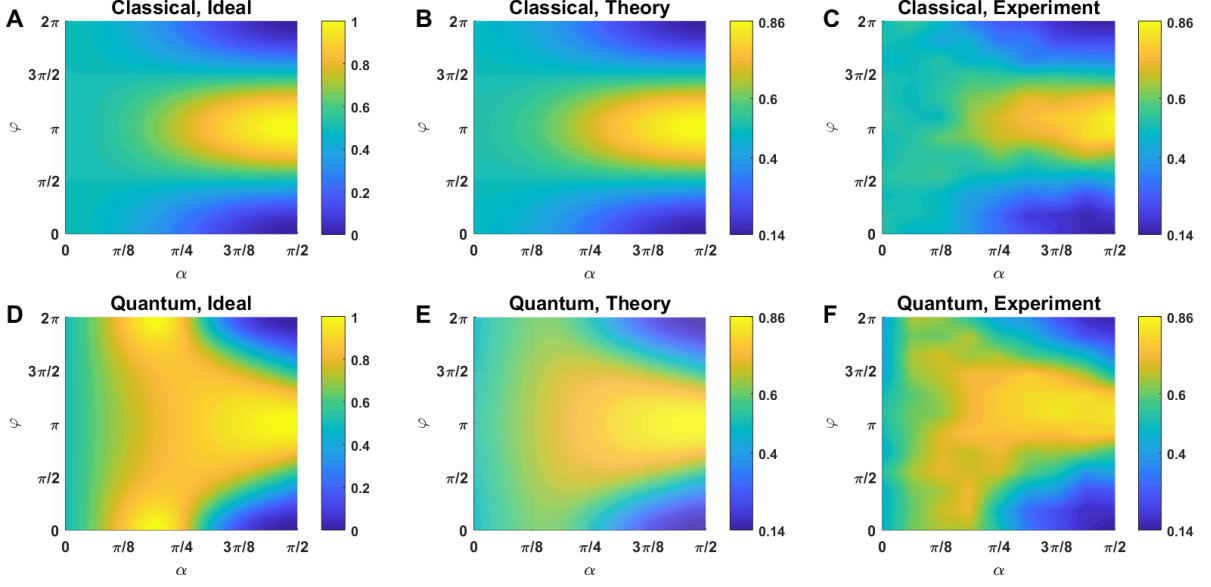 A Classical, Ideal
2π
3π/2
φ
π
π/2
0
0 π/8 π/4 3π/8 π/2
α
1
0.8
0.6
0.4
0.2
0
B Classical, Theory
2π
3π/2
φ
π
π/2
0
0 π/8 π/4 3π/8 π/2
α
0.86
0.6
0.4
0.14
C Classical, Experiment
2π
3π/2
φ
π
π/2
0
0 π/8 π/4 3π/8 π/2
α
0.86
0.6
0.4
0.14
D Quantum, Ideal
2π
3π/2
φ
π
π/2
0
0 π/8 π/4 3π/8 π/2
α
1
0.8
0.6
0.4
0.2
0
E Quantum, Theory
2π
3π/2
φ
π
π/2
0
0 π/8 π/4 3π/8 π/2
α
0.86
0.6
0.4
0.14
F Quantum, Experiment
2π
3π/2
φ
π
π/2
0
0 π/8 π/4 3π/8 π/2
α
0.86
0.6
0.4
0.14